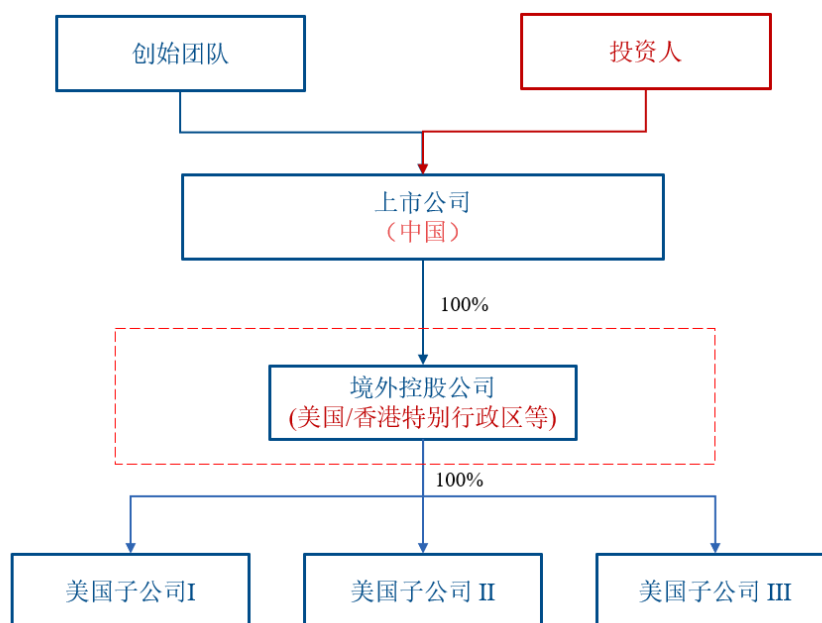 创始团队
投资人
上市公司
（中国）
100%
境外控股公司
(美国/香港特别行政区等)
100%
美国子公司I
美国子公司 II
美国子公司 III